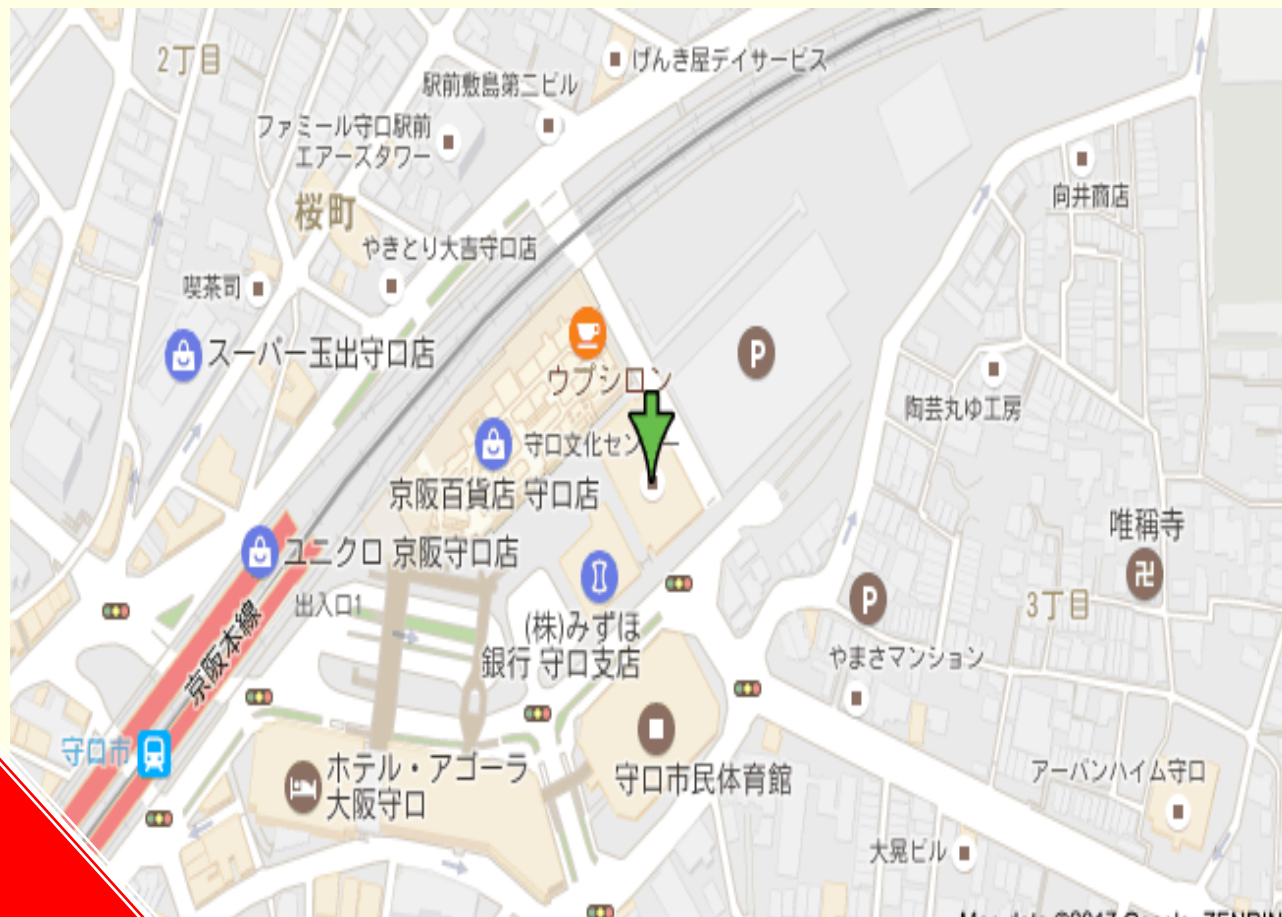 2丁目
げんき屋デイサービス
駅前敷島第二ビル
ファミール守口駅前
エアーズタワー
向井商店
桜町
やきとり大吉守口店
喫茶司
スーパー玉出守口店
P
ウプシロン
陶芸丸ゆ工房
守口文化セン
京阪百貨店 守口店
唯稱寺
卍
ユニクロ 京阪守口店
出入口1
P
3丁目
(株)みずほ
銀行 守口支店
京阪本線
やまさマンション
守口市
ホテル・アゴーラ
大阪守口
守口市民体育館
アーバンハイム守口
大晃ビル